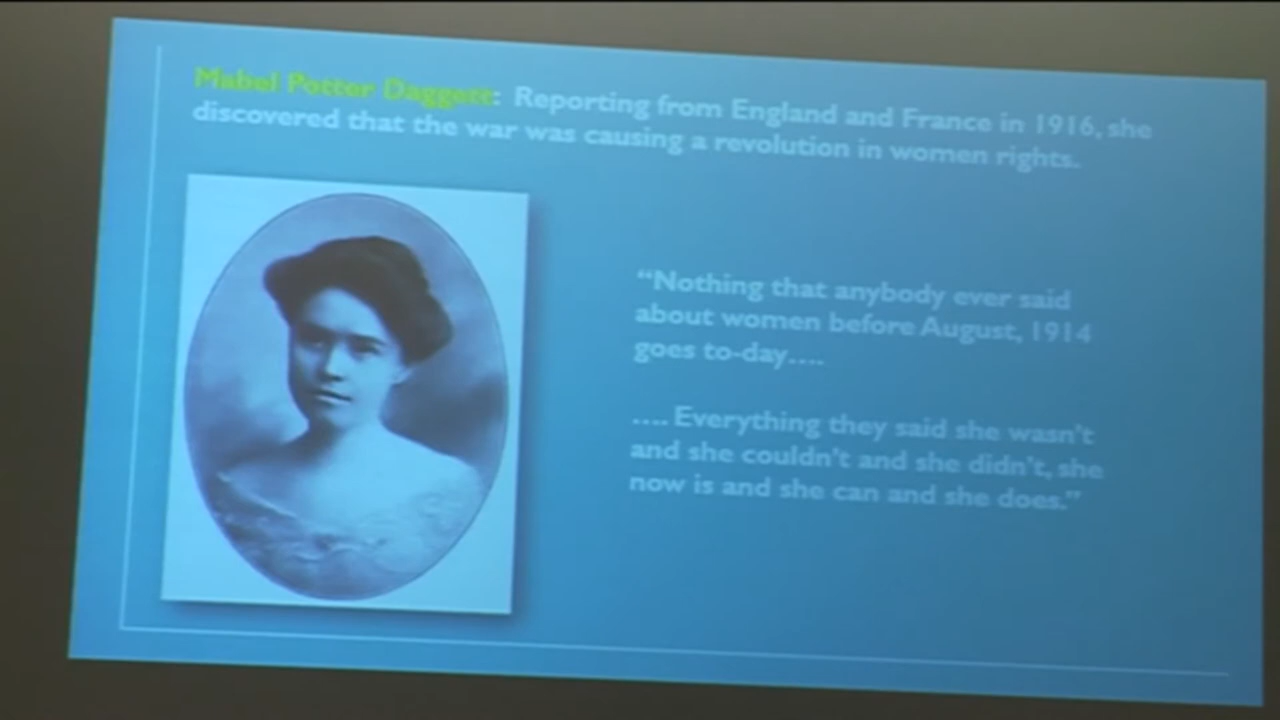 Mabel Potter Daggett: Reporting from England and France in 1916, she
discovered that the war was causing a revolution in women rights.
“Nothing that anybody ever said
about women before August, 1914
goes to-day….
…. Everything they said she wasn’t
and she couldn’t and she didn’t, she
now is and she can and she does.”